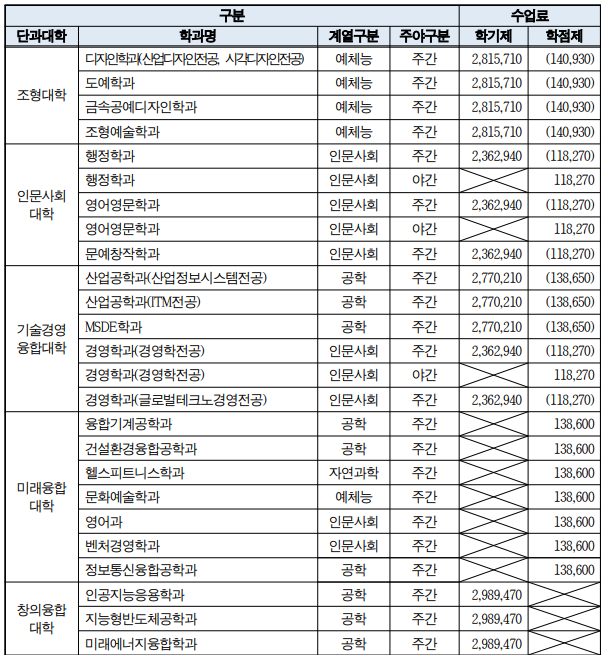 구분 수업료
단과대학 학과명 계열구분 주야구분 학기제 학점제
조형대학 디자인학과(산업디자인전공, 시각디자인전공) 예체능 주간 2,815,710 (140,930)
도예학과 예체능 주간 2,815,710 (140,930)
금속공예디자인학과 예체능 주간 2,815,710 (140,930)
조형예술학과 예체능 주간 2,815,710 (140,930)
인문사회
대학 행정학과 인문사회 주간 2,362,940 (118,270)
행정학과 인문사회 야간 118,270
영어영문학과 인문사회 주간 2,362,940 (118,270)
영어영문학과 인문사회 야간 118,270
문예창작학과 인문사회 주간 2,362,940 (118,270)
기술경영
융합대학 산업공학과(산업정보시스템전공) 공학 주간 2,770,210 (138,650)
산업공학과(ITM전공) 공학 주간 2,770,210 (138,650)
MSDE학과 공학 주간 2,770,210 (138,650)
경영학과(경영학전공) 인문사회 주간 2,362,940 (118,270)
경영학과(경영학전공) 인문사회 야간 118,270
경영학과(글로벌테크노경영전공) 인문사회 주간 2,362,940 (118,270)
미래융합
대학 융합기계공학과 공학 주간 138,600
건설환경융합공학과 공학 주간 138,600
헬스피트니스학과 자연과학 주간 138,600
문화예술학과 예체능 주간 138,600
영어과 인문사회 주간 138,600
벤처경영학과 인문사회 주간 138,600
정보통신융합공학과 공학 주간 138,600
창의융합
대학 인공지능응용학과 공학 주간 2,989,470
지능형반도체공학과 공학 주간 2,989,470
미래에너지융합학과 공학 주간 2,989,470